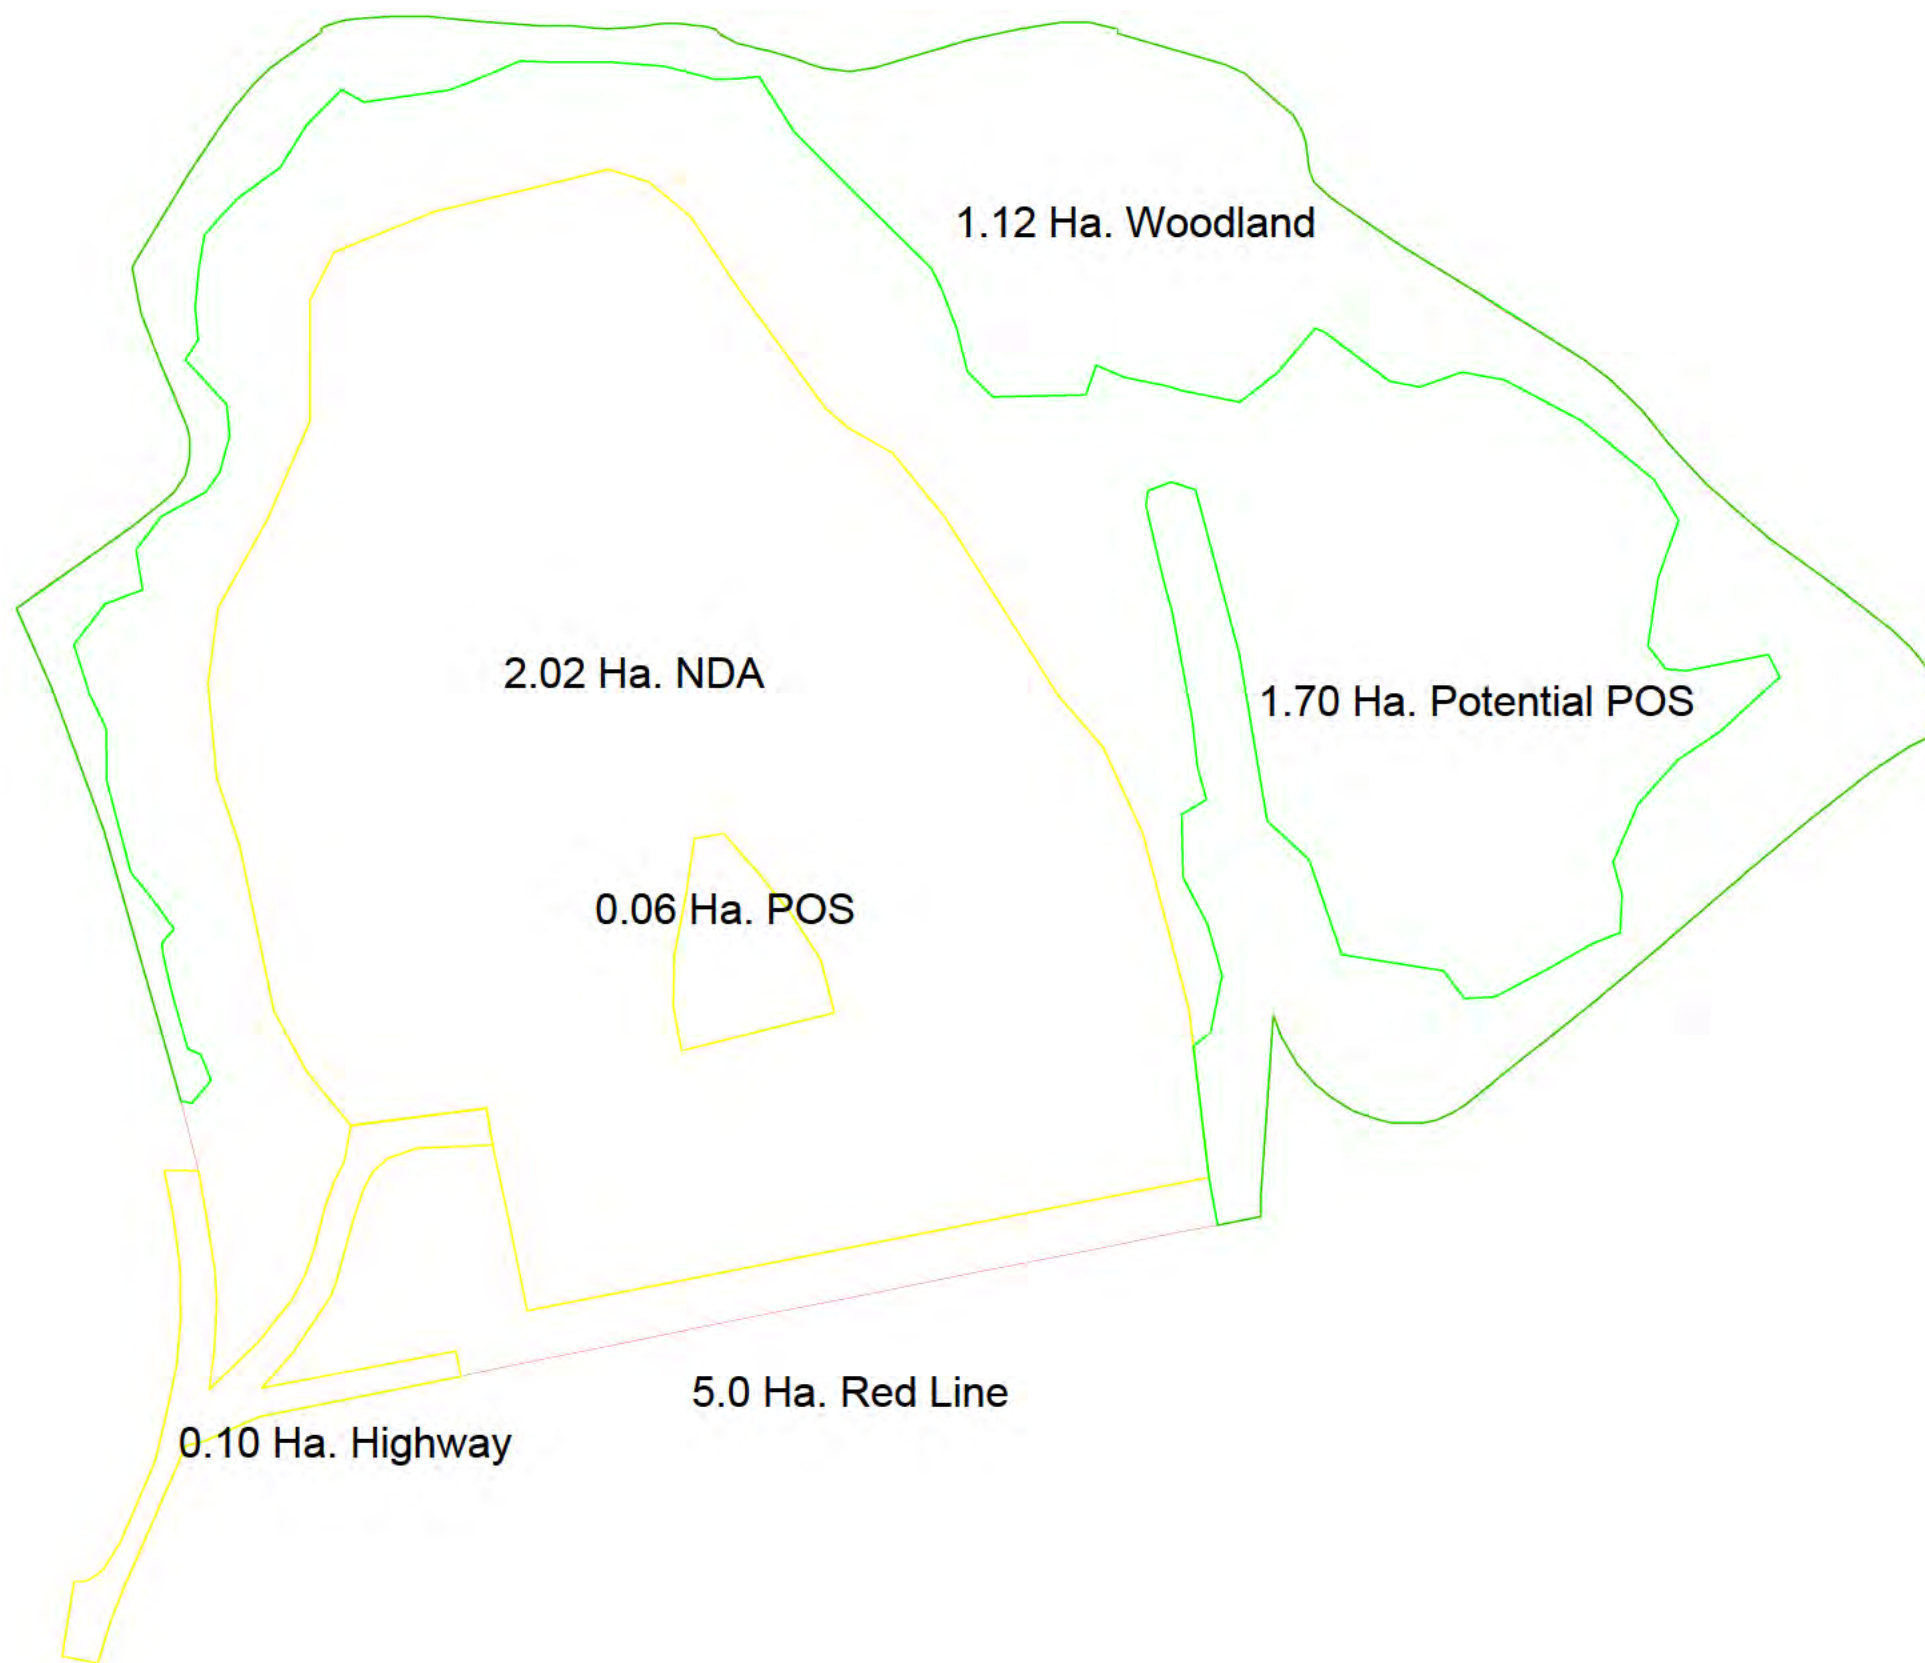 1.12 Ha. Woodland
2.02 Ha. NDA
1.70 Ha. Potential POS
0.06 Ha. POS
5.0 Ha. Red Line
0.10 Ha. Highway